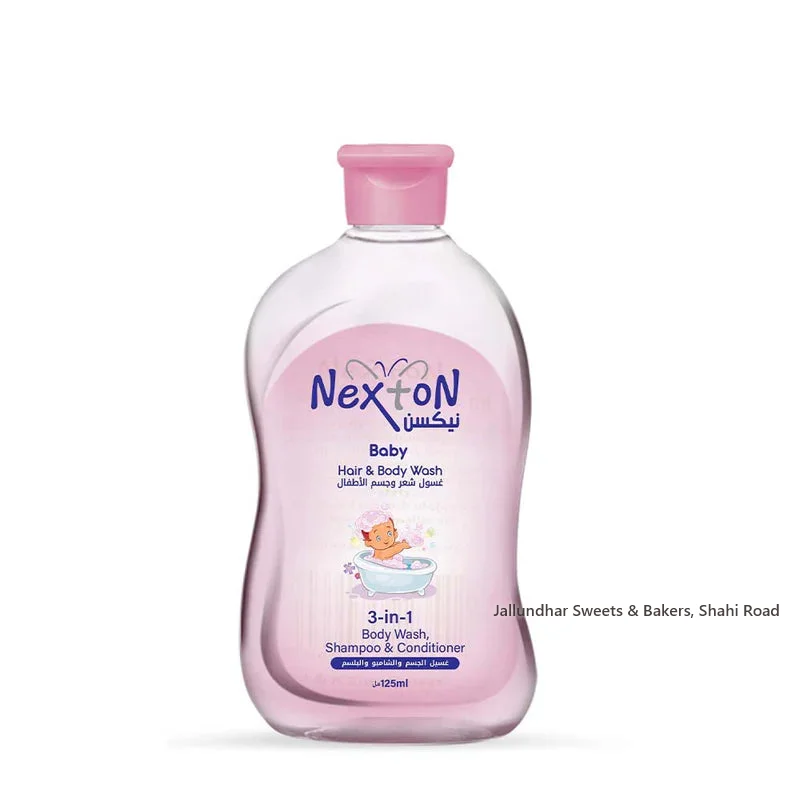 NextoN
نيكسن
Baby
Hair & Body Wash
غسول شعر وجسم الأطفال
3-in-1
Body Wash,
Shampoo & Conditioner
غسيل الجسم والشامبو والبلسم
125ml مل
Jallundhar Sweets & Bakers, Shahi Road